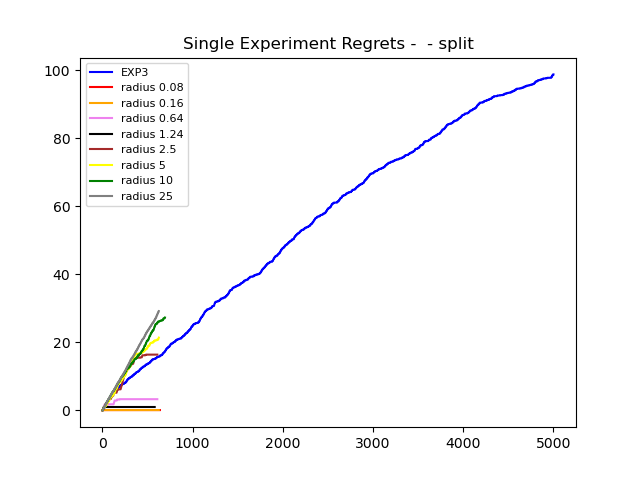 Single Experiment Regrets -  - split
100
80
60
40
20
0
EXP3
radius 0.08
radius 0.16
radius 0.64
radius 1.24
radius 2.5
radius 5
radius 10
radius 25
0 1000 2000 3000 4000 5000